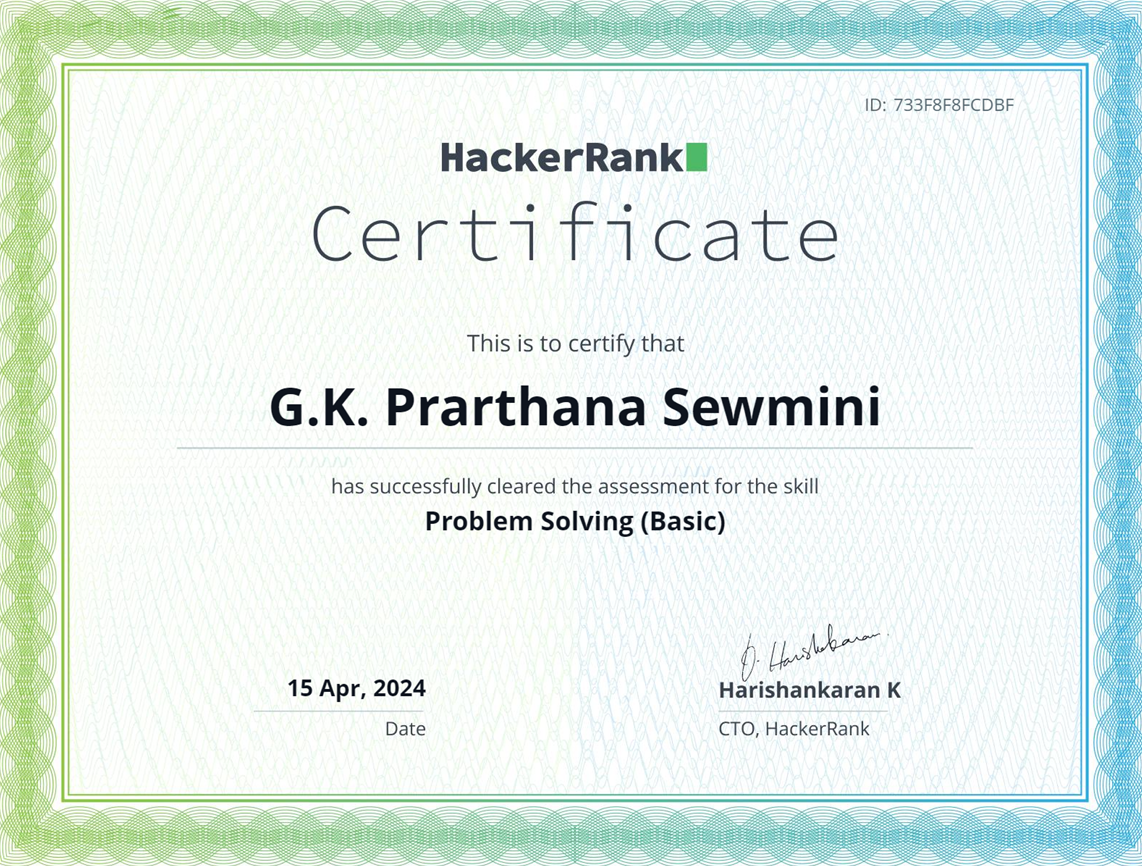 ID: 733F8F8FCDBF
HackerRank
Certificate
This is to certify that
G.K. Prarthana Sewmini
has successfully cleared the assessment for the skill
Problem Solving (Basic)
D. Harishankaran
15 Apr, 2024
Harishankaran K
Date
CTO, HackerRank